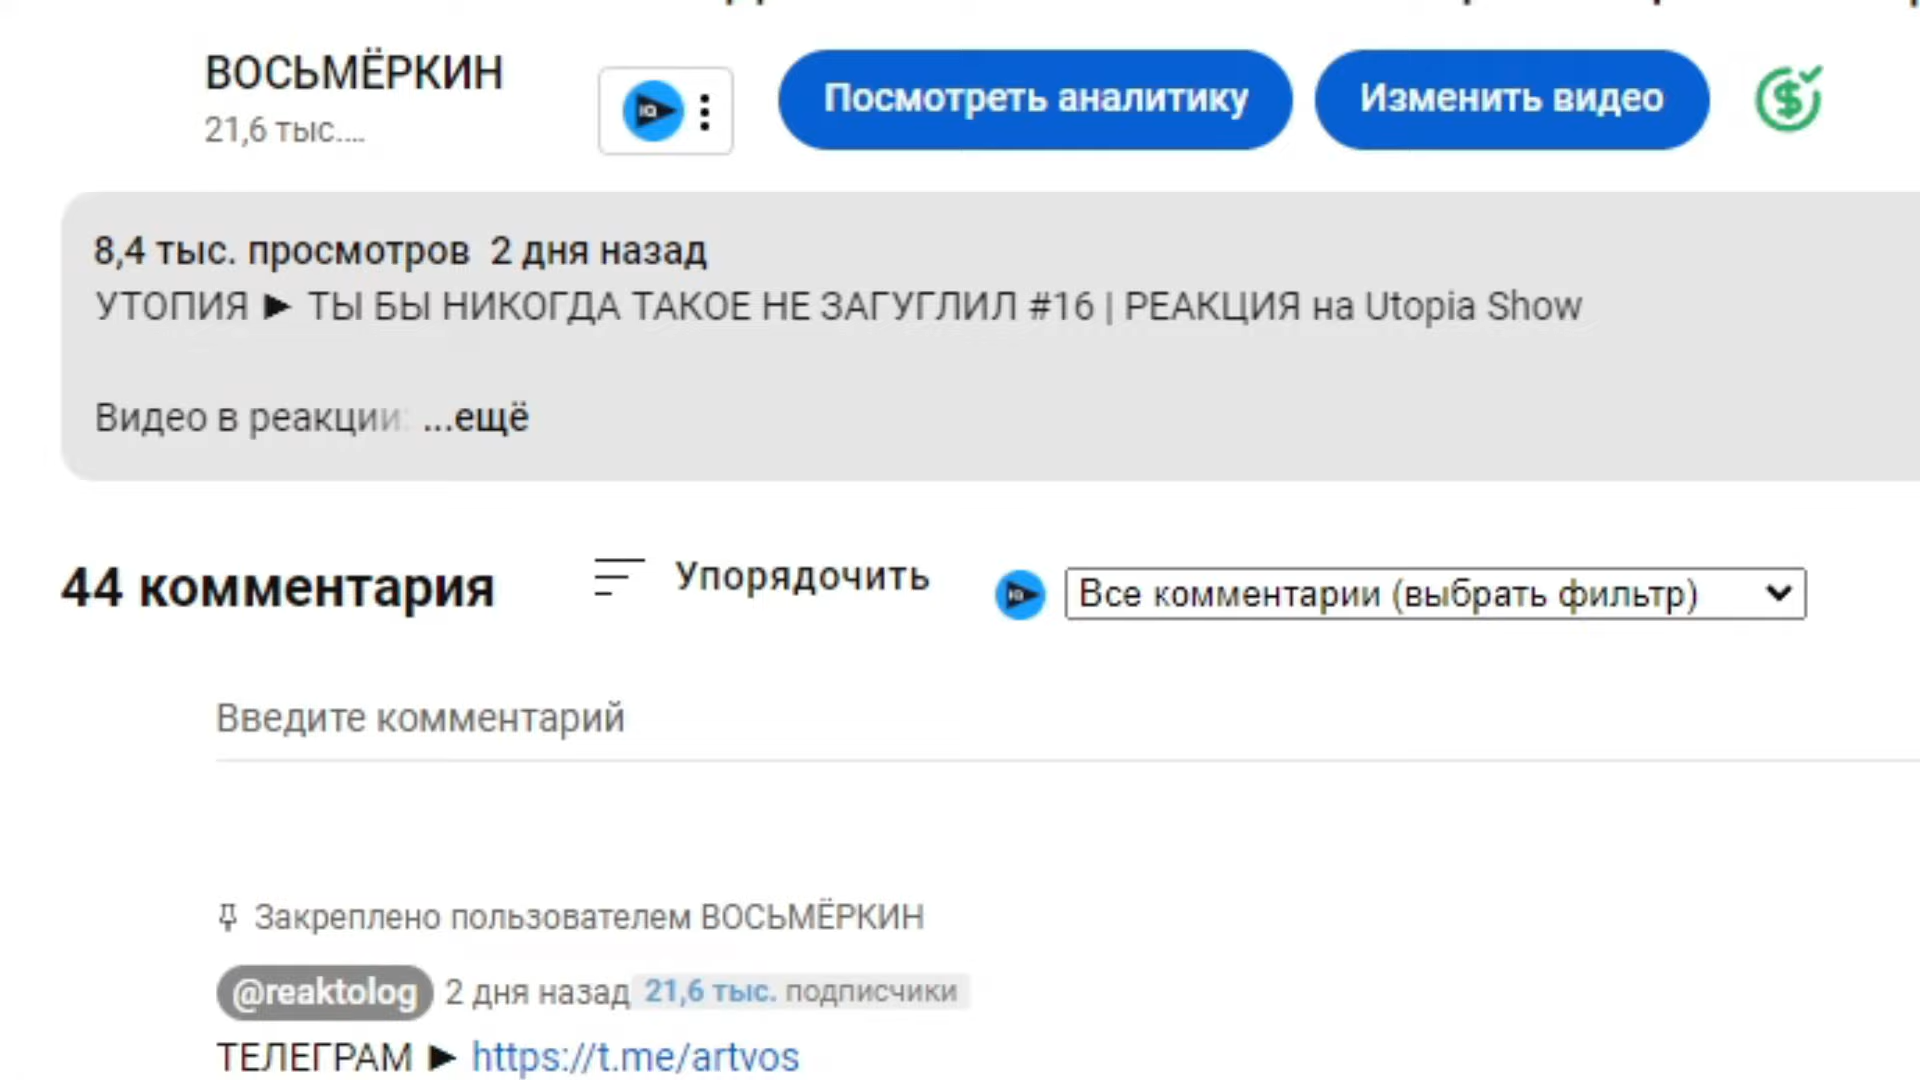 ВОСЬМЁРКИН
21,6 тыс....
IQ
Посмотреть аналитику
Изменить видео
8,4 тыс. просмотров 2 дня назад
УТОПИЯ ► ТЫ БЫ НИКОГДА ТАКОЕ НЕ ЗАГУГЛИЛ #16 | РЕАКЦИЯ на Utopia Show
Видео в реакции: ...ещё
44 комментария
Упорядочить
IQ
Все комментарии (выбрать фильтр)
Введите комментарий
Закреплено пользователем ВОСЬМЁРКИН
@reaktolog 2 дня назад 21,6 тыс. подписчики
ТЕЛЕГРАМ ► https://t.me/artvos